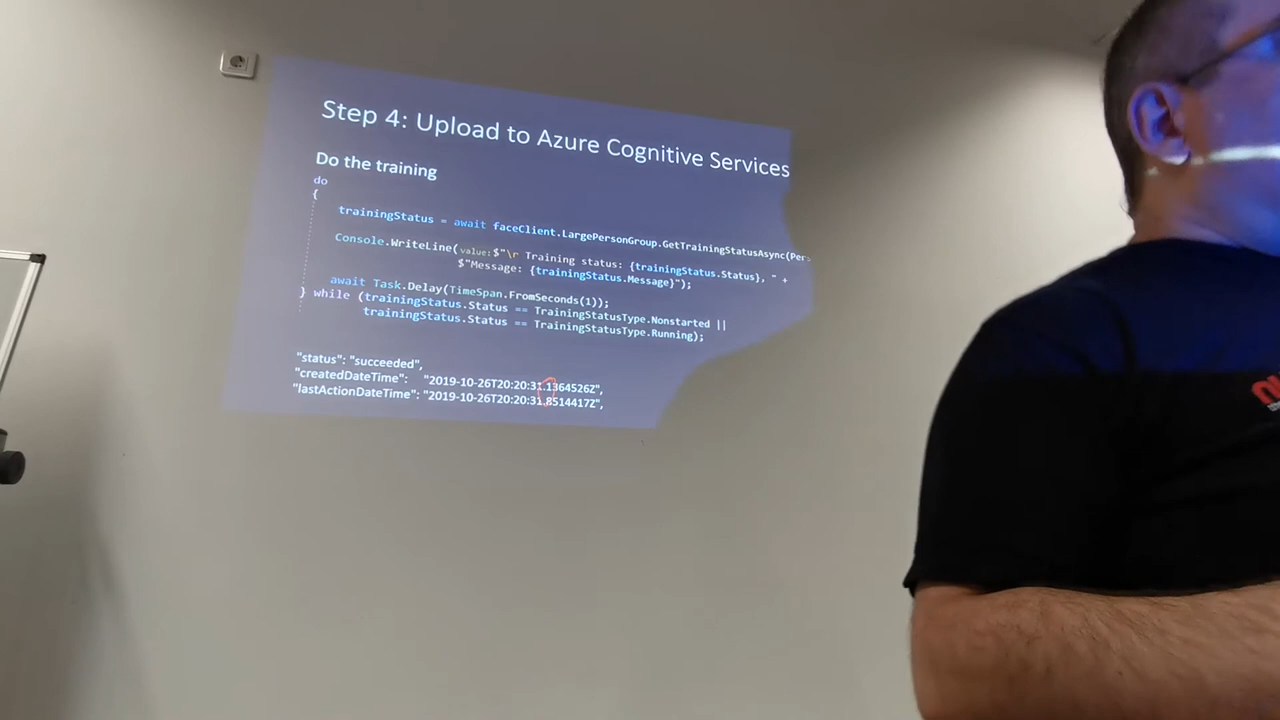 Step 4: Upload to Azure Cognitive Services
Do the training
do
{
trainingStatus = await faceClient.LargePersonGroup.GetTrainingStatusAsync(Per
Console.WriteLine(value:$"\r Training status: {trainingStatus.Status}, " +
$"Message: {trainingStatus.Message}");
await Task.Delay(TimeSpan.FromSeconds(1));
} while (trainingStatus.Status == TrainingStatusType.Nonstarted ||
trainingStatus.Status == TrainingStatusType.Running);
"status": "succeeded",
"createdDateTime": "2019-10-26T20:20:31.1364526Z",
"lastActionDateTime": "2019-10-26T20:20:31.8514417Z",